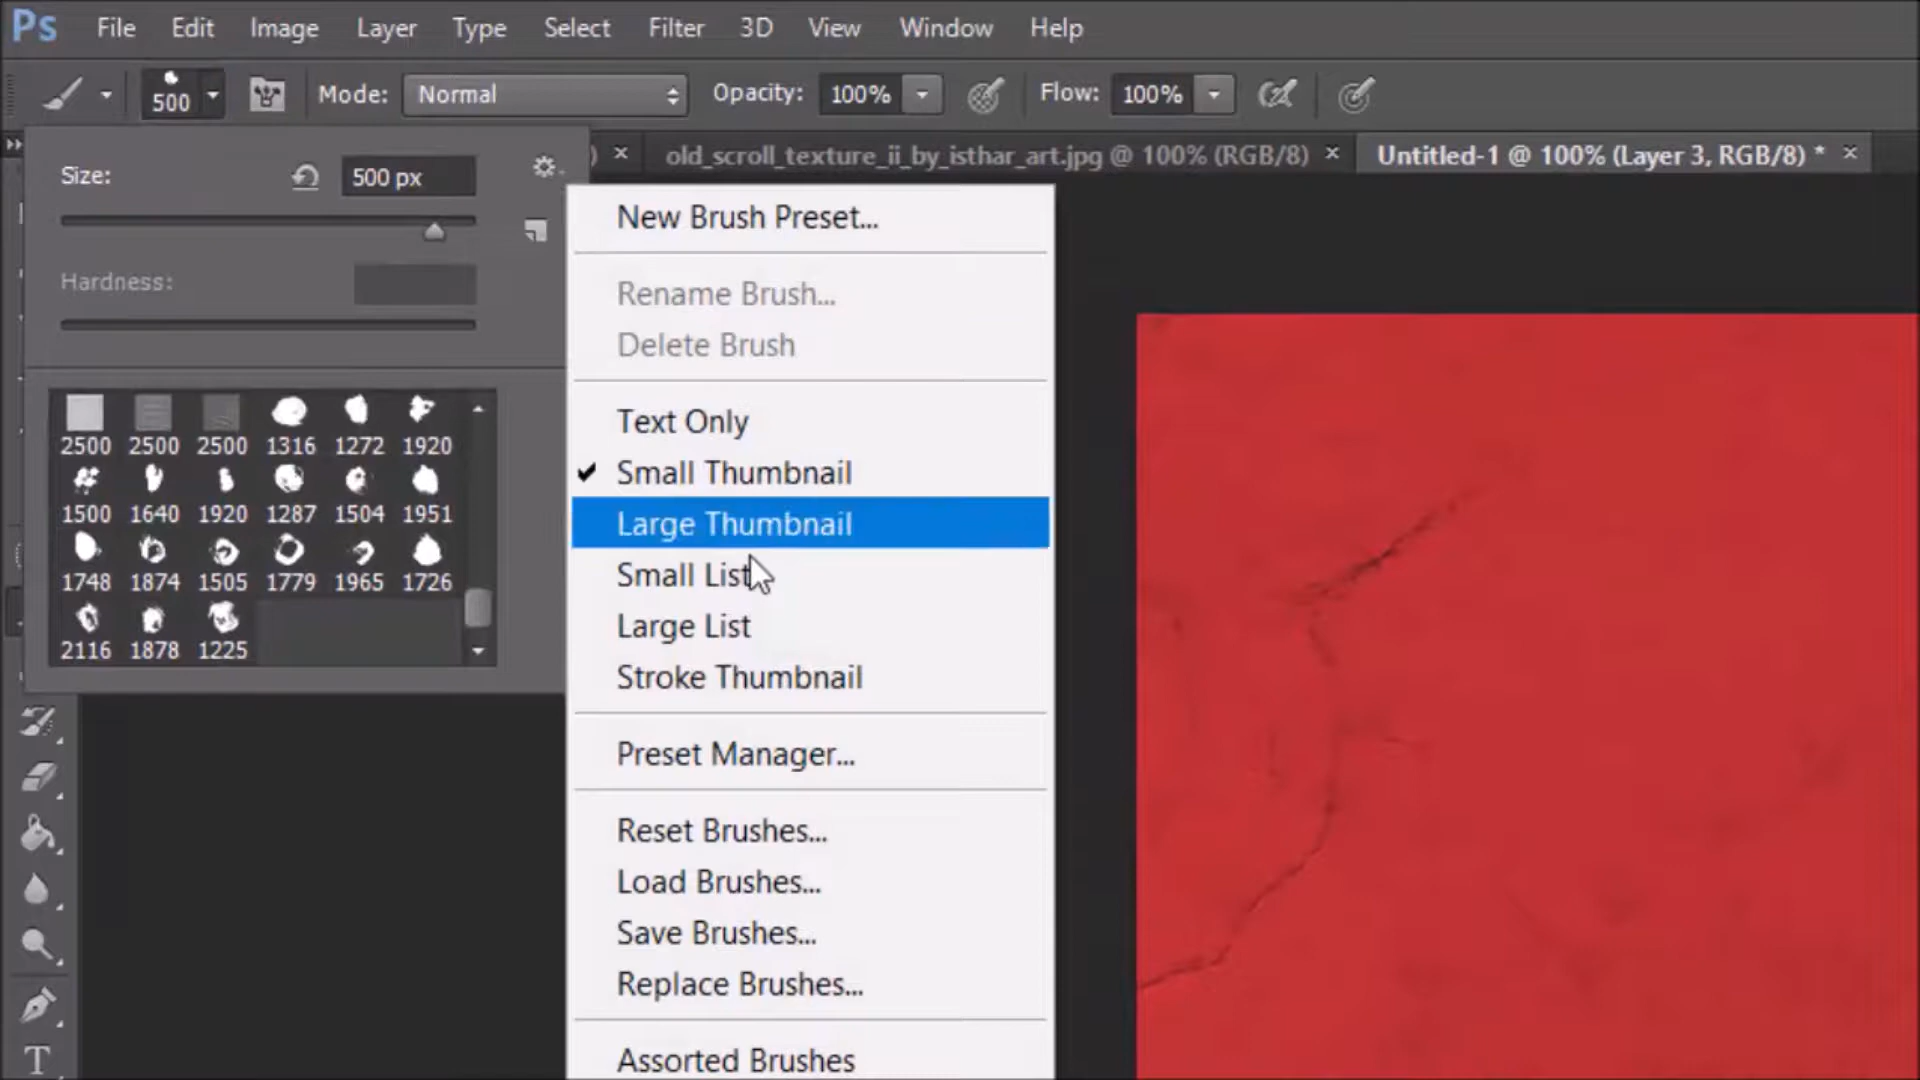 Ps File Edit Image Layer Type Select Filter 3D View Window Help
500 Mode: Normal Opacity: 100% Flow: 100%
) × old_scroll_texture_ii_by_isthar_art.jpg @ 100% (RGB/8) × Untitled-1 @ 100% (Layer 3, RGB/8) * ×
Size: 500 px
Hardness:
2500 2500 2500 1316 1272 1920
1500 1640 1920 1287 1504 1951
1748 1874 1505 1779 1965 1726
2116 1878 1225
New Brush Preset...
Rename Brush...
Delete Brush
Text Only
Small Thumbnail
Large Thumbnail
Small List
Large List
Stroke Thumbnail
Preset Manager...
Reset Brushes...
Load Brushes...
Save Brushes...
Replace Brushes...
Assorted Brushes
T